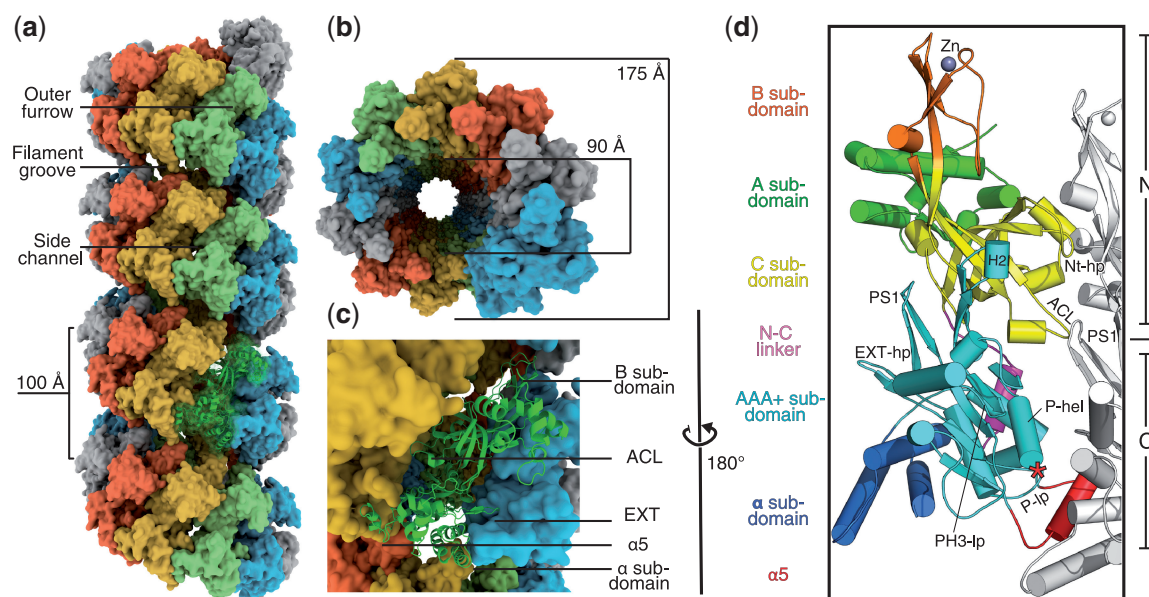 (a)
Outer
furrow
Filament
groove
Side
channel
100 Å
(b)
175 Å
90 Å
(c)
B sub-
domain
ACL
EXT
α5
α sub-
domain
180°
(d)
B sub-
domain
A sub-
domain
C sub-
domain
N-C
linker
AAA+ sub-
domain
α sub-
domain
α5
Zn
H2
Nt-hp
ACL
PS1
PS1
EXT-hp
P-hel
*
P-lp
PH3-lp
N
C